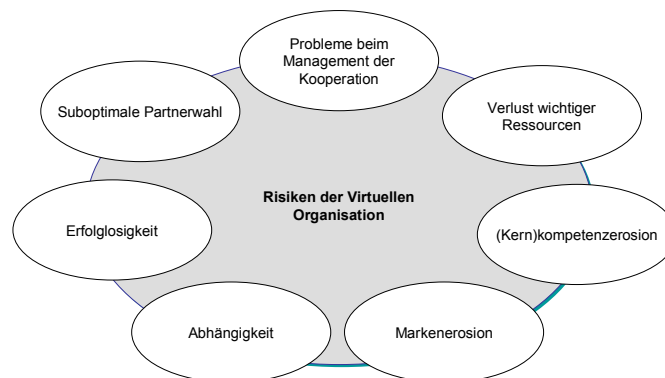 Probleme beim
Management der
Kooperation
Suboptimale Partnerwahl
Verlust wichtiger
Ressourcen
Risiken der Virtuellen
Organisation
Erfolglosigkeit
(Kern)kompetenzerosion
Abhängigkeit
Markenerosion